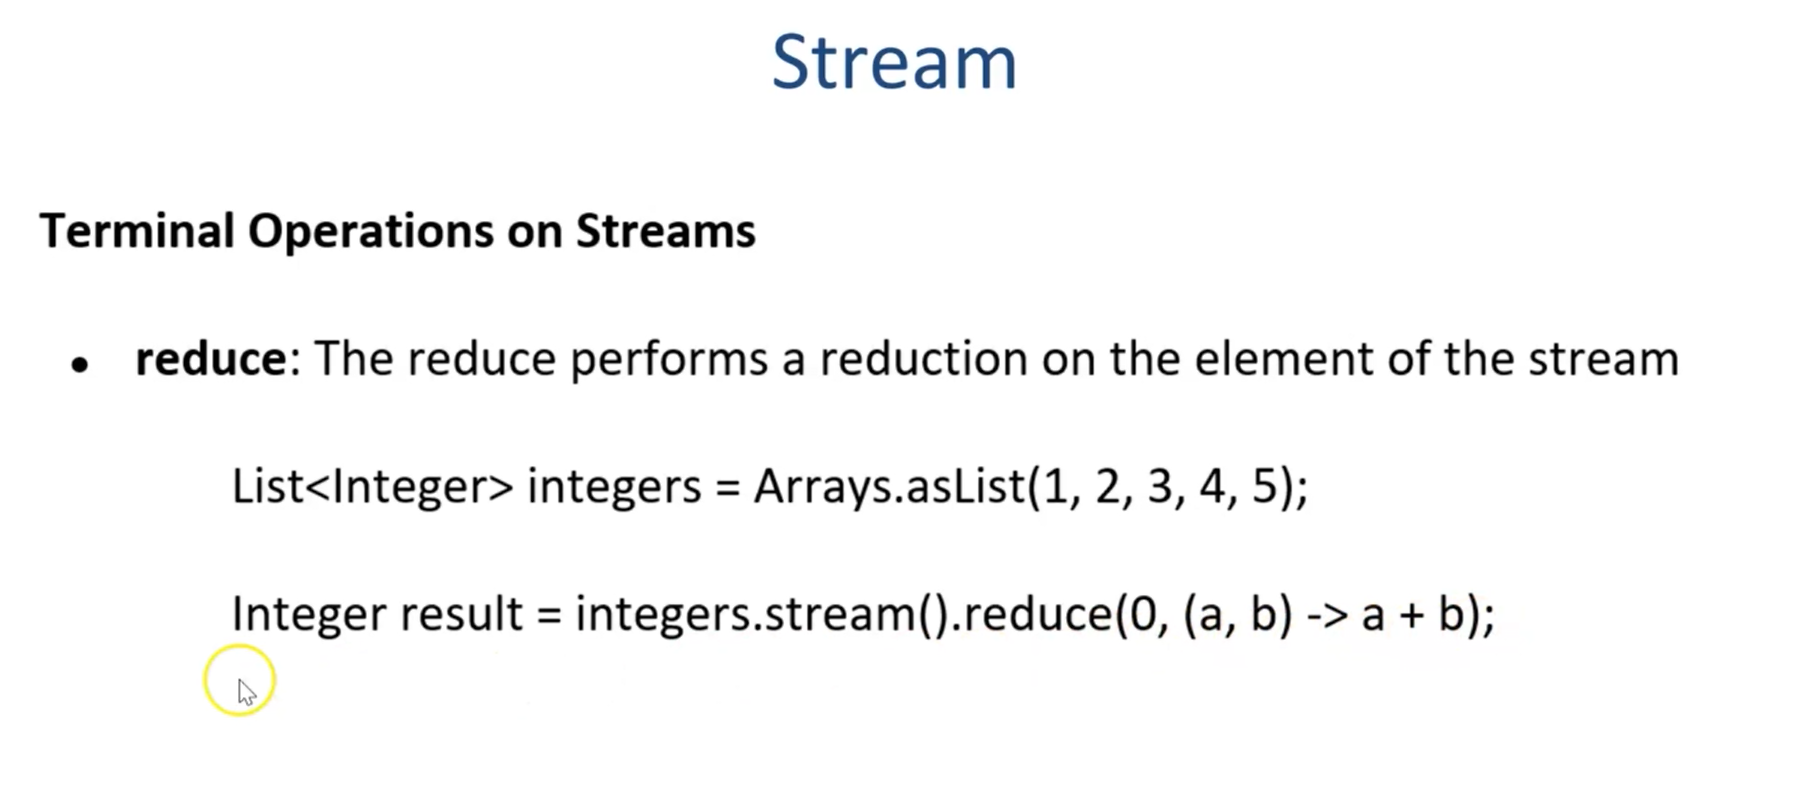 Stream
Terminal Operations on Streams
• reduce: The reduce performs a reduction on the element of the stream
List<Integer> integers = Arrays.asList(1, 2, 3, 4, 5);
Integer result = integers.stream().reduce(0, (a, b) -> a + b);